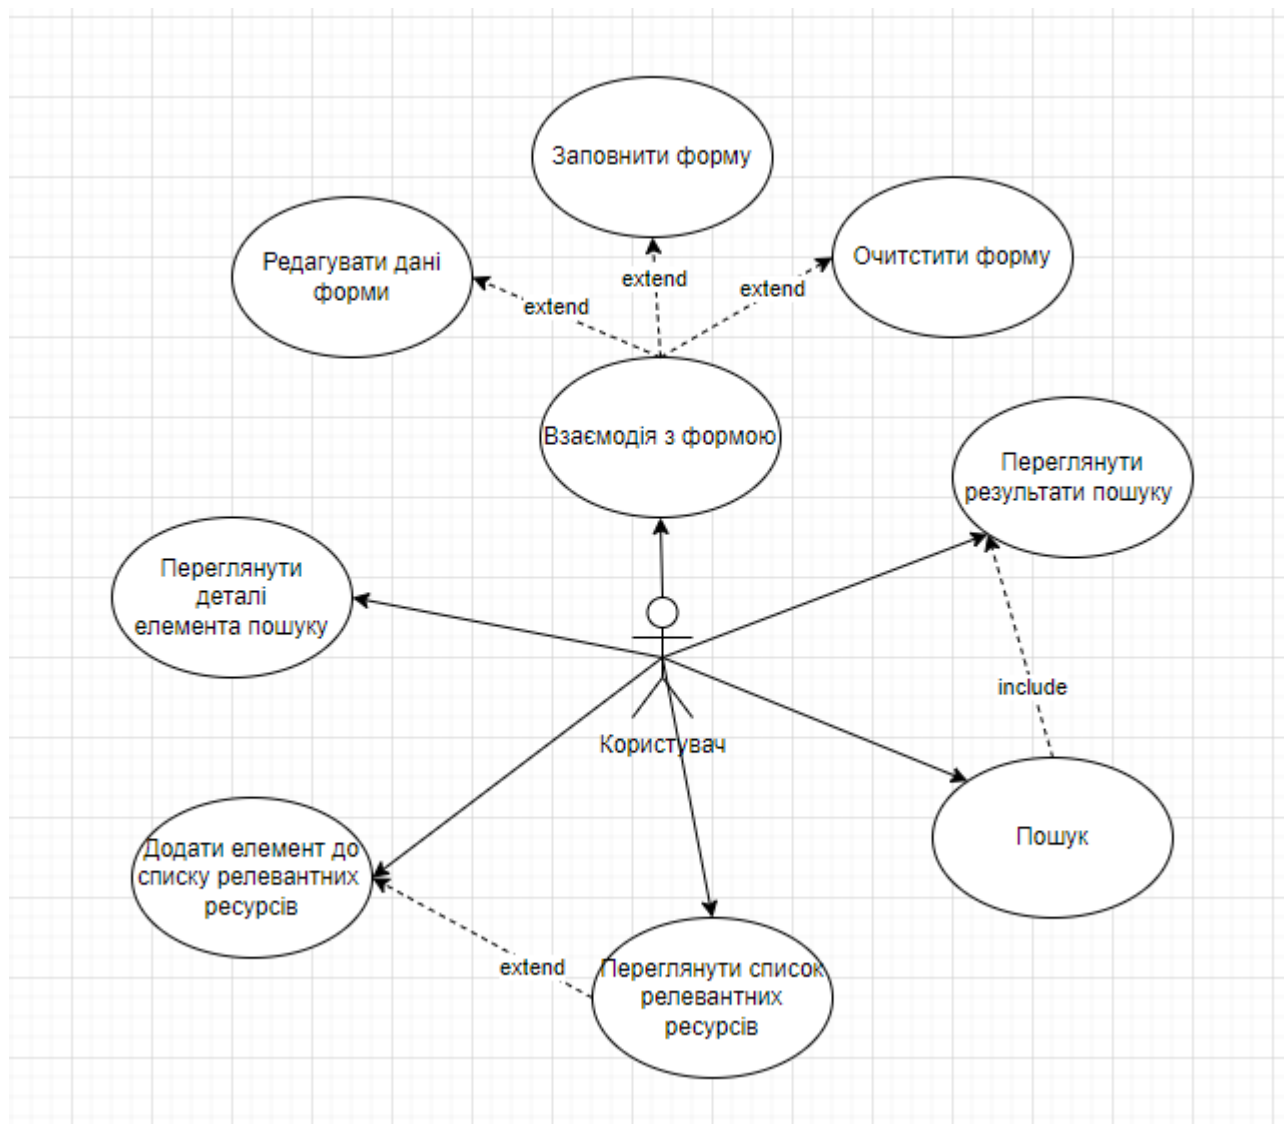 Заповнити форму
Редагувати дані
форми
Очитстити форму
extend
extend
extend
Взаємодія з формою
Переглянути
результати пошуку
Переглянути
деталі
елемента пошуку
include
Користувач
Додати елемент до
списку релевантних
ресурсів
Пошук
extend
Переглянути список
релевантних
ресурсів